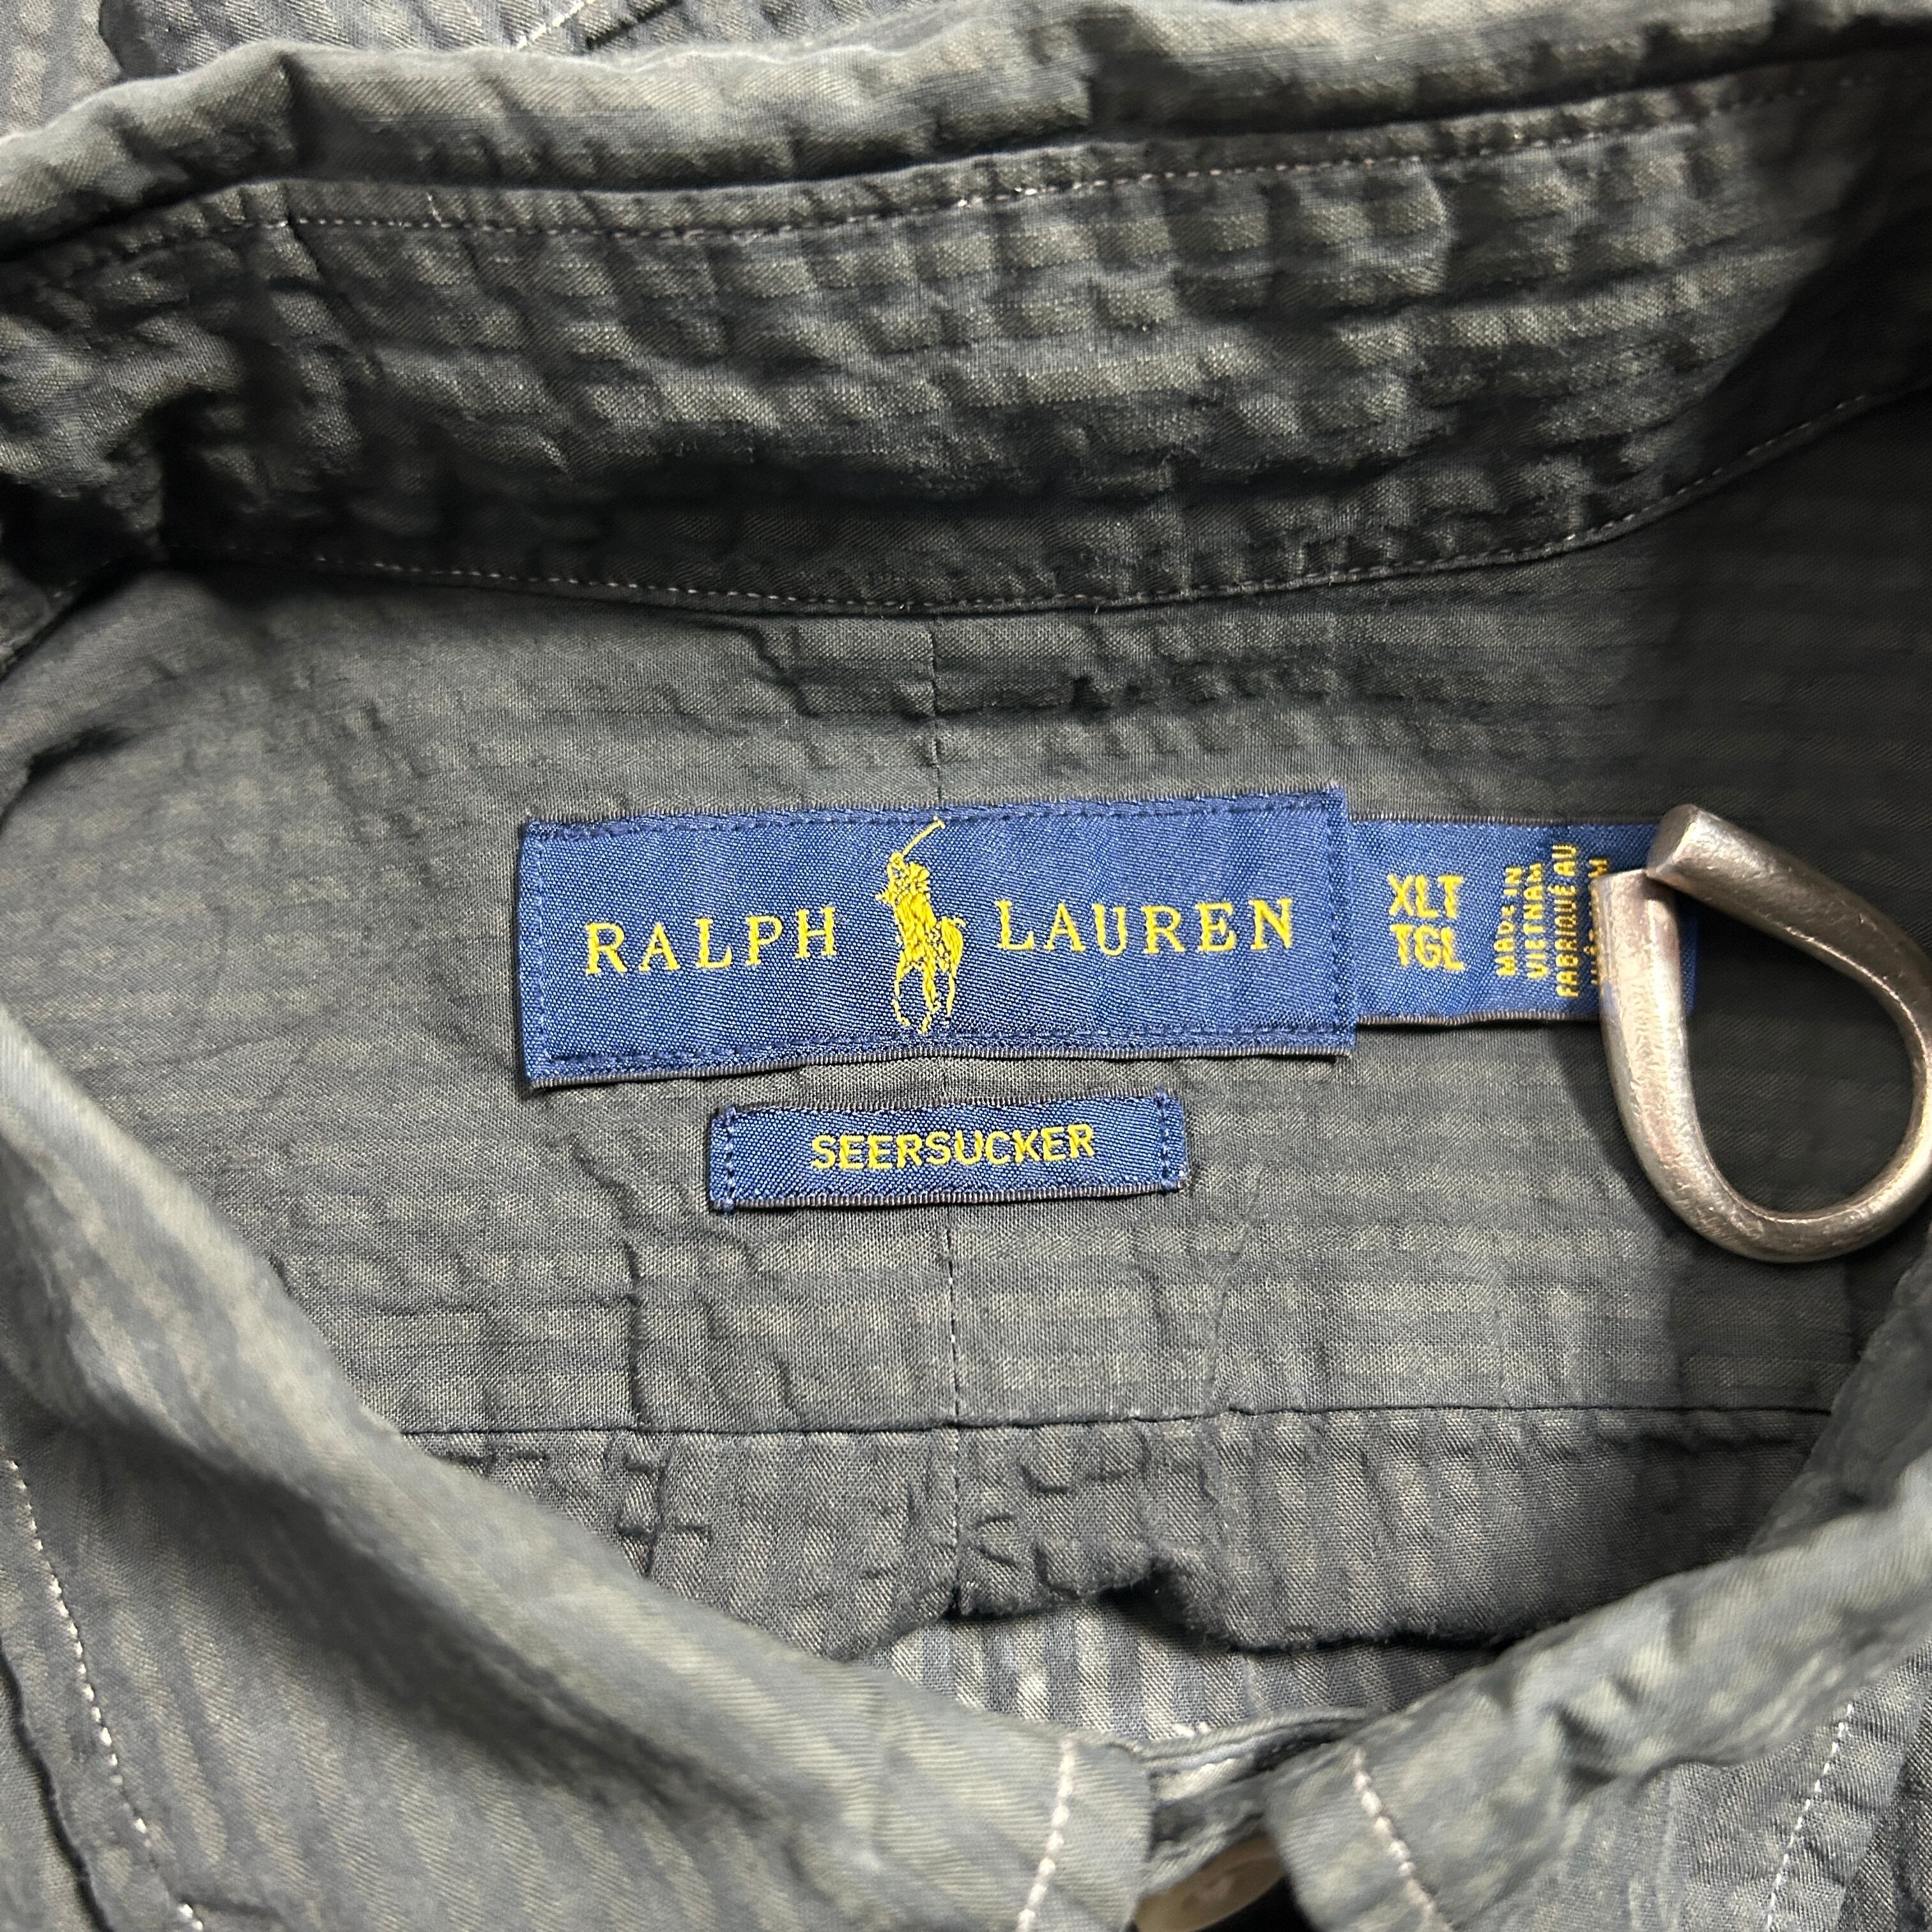 RALPH LAUREN
XLT
TGL
MADE IN
VIETNAM
FABRIQUÉ AU
SEERSUCKER